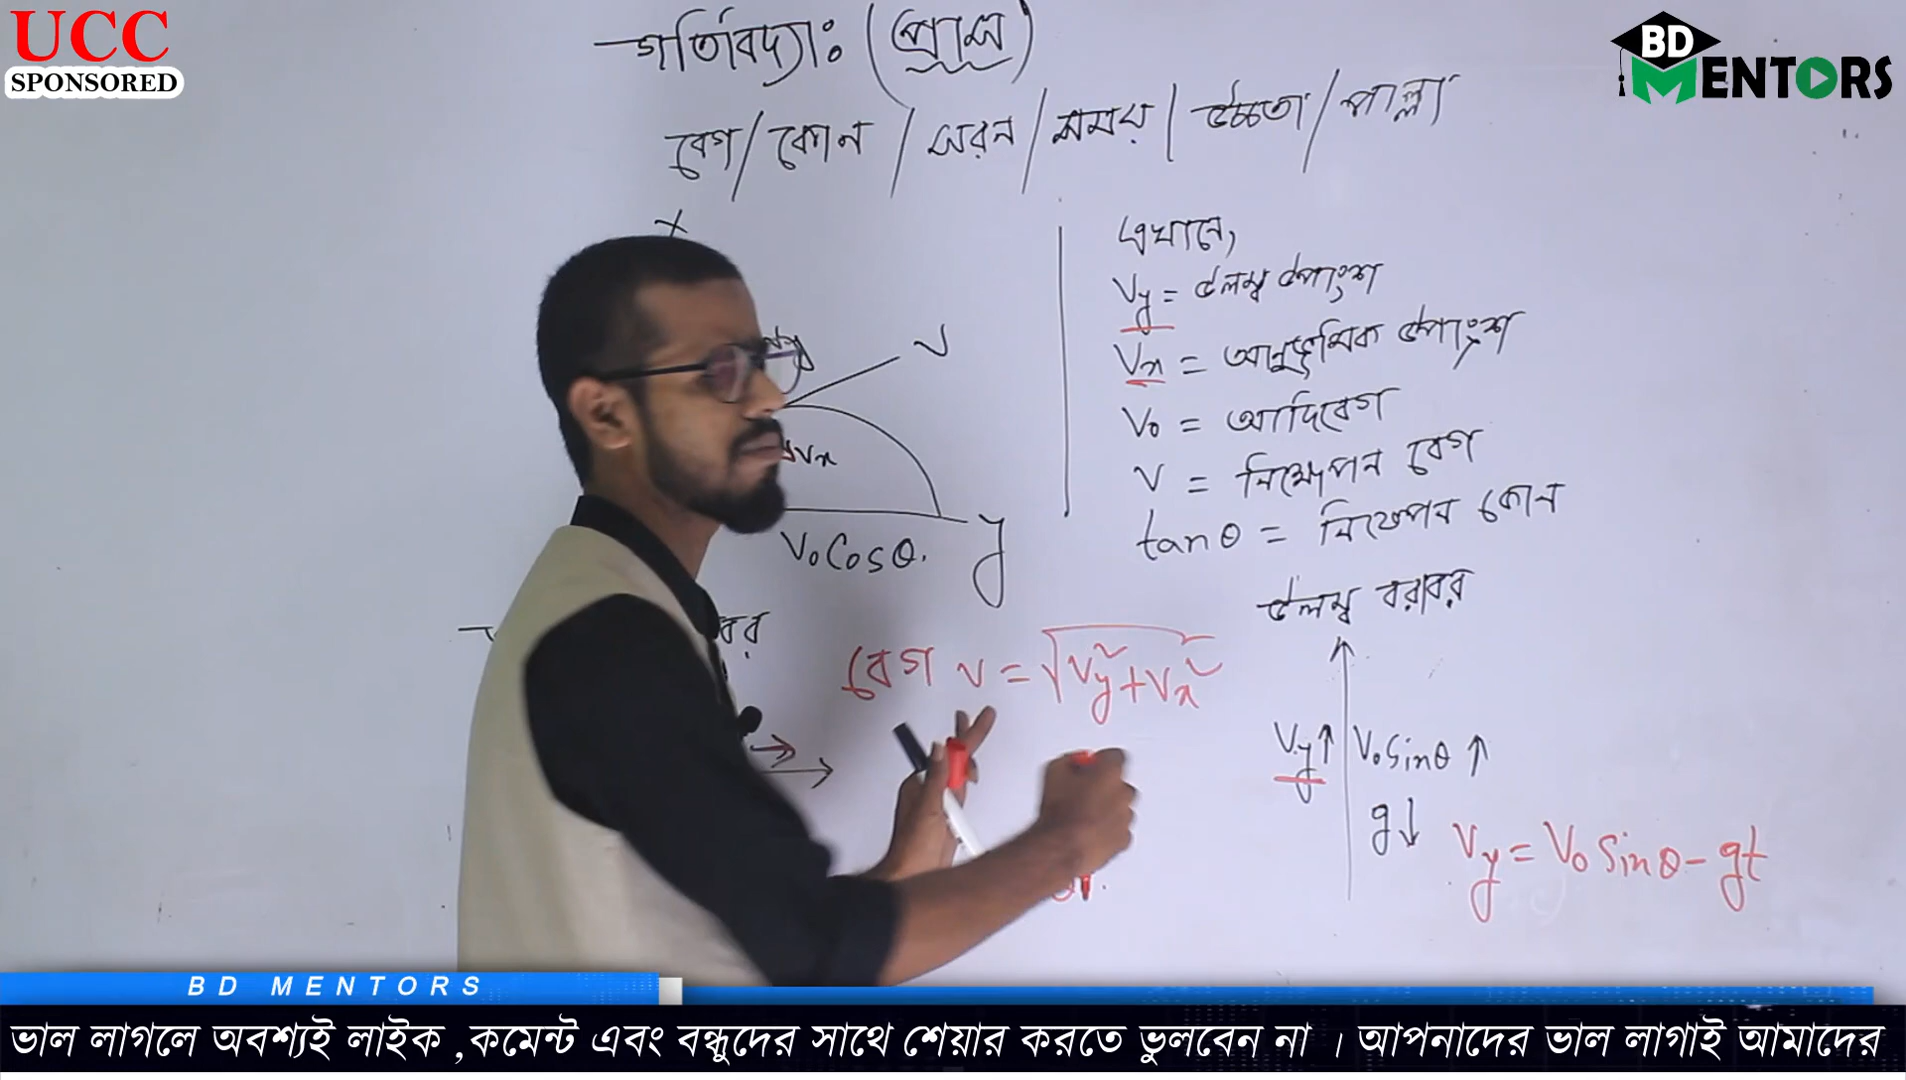 UCC
SPONSORED
BD MENTORS
গতিবিদ্যাঃ (প্রাস)
বেগ / কোন / সরন / সময় / উচ্চতা / পাল্লা
x
v
Vx
y
V₀Cosθ.
এখানে,
Vy = উলম্ব উপাংশ
Vx = আনুভূমিক উপাংশ
V₀ = আদিবেগ
V = নিক্ষেপন বেগ
tanθ = নিক্ষেপন কোন
বেগ v = √Vy²+Vx²
উলম্ব বরাবর
Vy↑ V₀Sinθ↑
g↓
Vy = V₀ Sinθ – gt
BD MENTORS
ভাল লাগলে অবশ্যই লাইক ,কমেন্ট এবং বন্ধুদের সাথে শেয়ার করতে ভুলবেন না । আপনাদের ভাল লাগাই আমাদের